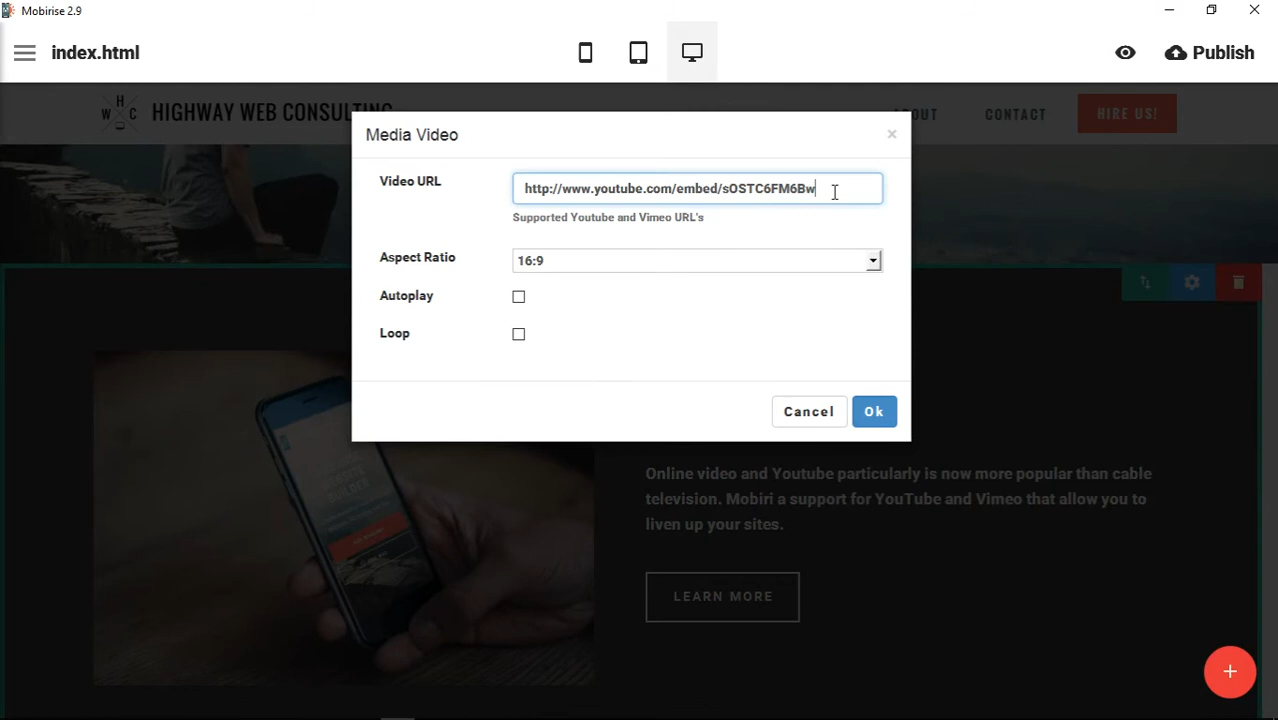 Mobirise 2.9
index.html
Publish
W H C
HIGHWAY WEB CONSULTING
ABOUT
CONTACT
HIRE US!
Media Video
×
Video URL
http://www.youtube.com/embed/sOSTC6FM6Bw
Supported Youtube and Vimeo URL's
Aspect Ratio
16:9
Autoplay
Loop
Cancel
Ok
WEBSITE
BUILDER
Online video and Youtube particularly is now more popular than cable
television. Mobiri a support for YouTube and Vimeo that allow you to
liven up your sites.
LEARN MORE
+